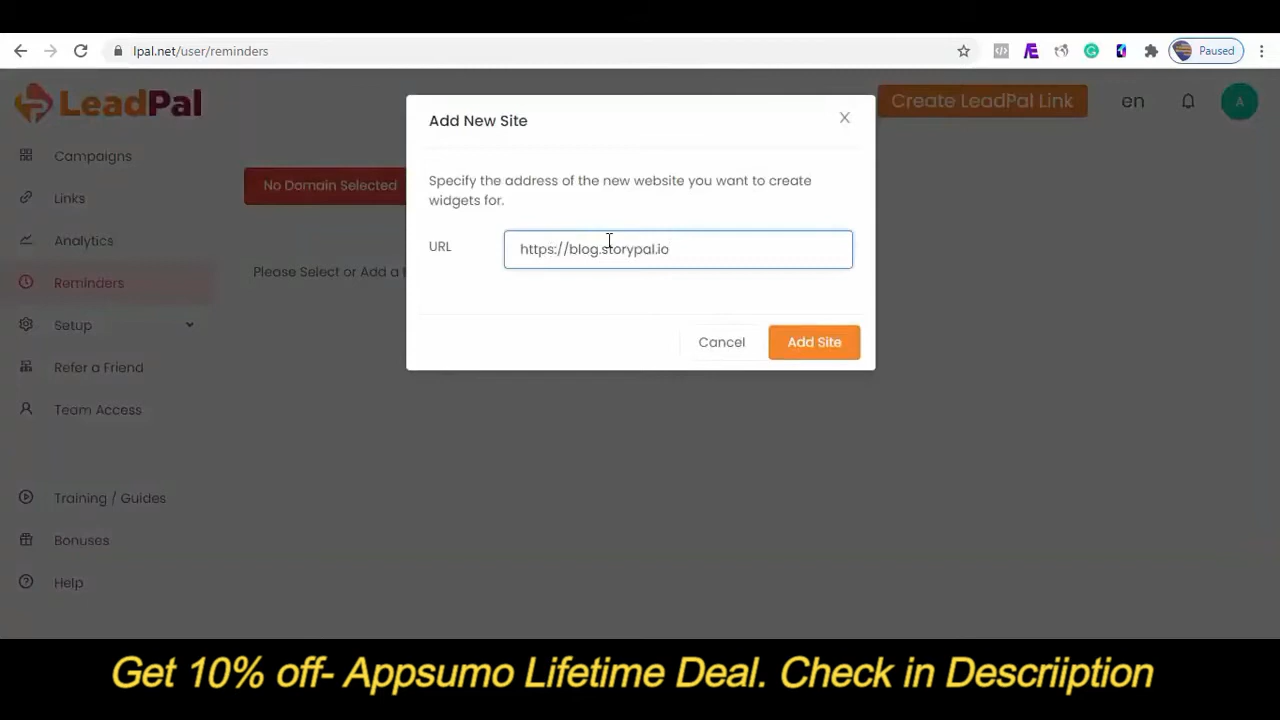 lpal.net/user/reminders
Paused
LeadPal
Create LeadPal Link
en
A
Campaigns
Links
Analytics
Reminders
Setup
Refer a Friend
Team Access
Training / Guides
Bonuses
Help
No Domain Selected
Please Select or Add a
Add New Site
X
Specify the address of the new website you want to create
widgets for.
URL
https://blog.storypal.io
Cancel
Add Site
Get 10% off- Appsumo Lifetime Deal. Check in Descriiption